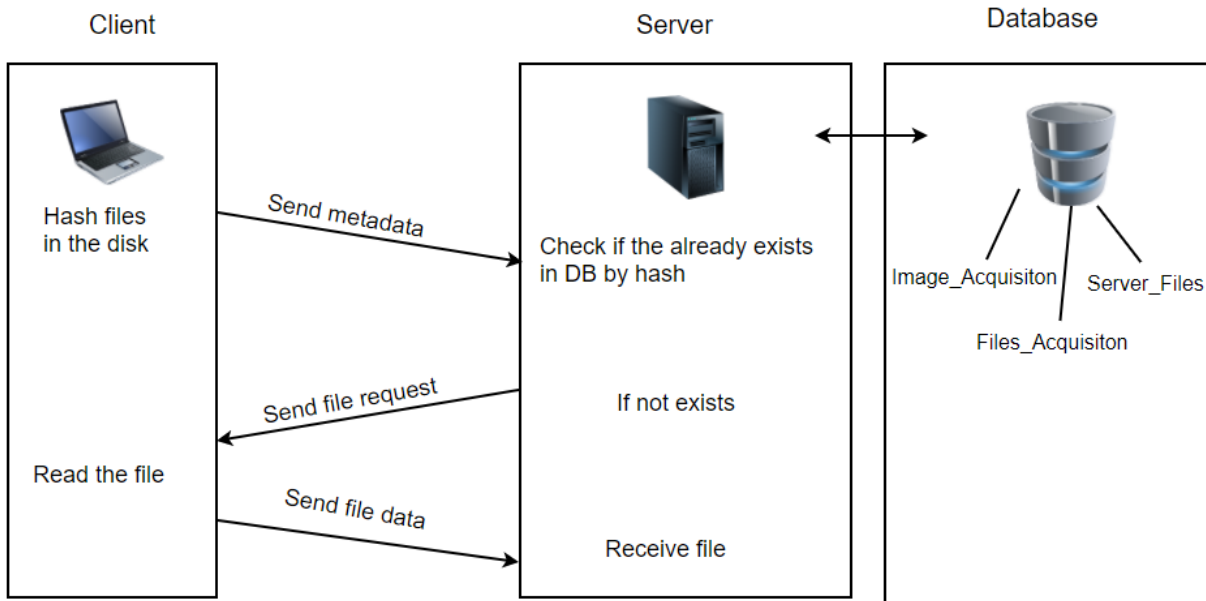 Client
Server
Database
Hash files
in the disk
Send metadata
Check if the already exists
in DB by hash
Image_Acquisiton
Server_Files
Files_Acquisiton
Send file request
If not exists
Read the file
Send file data
Receive file